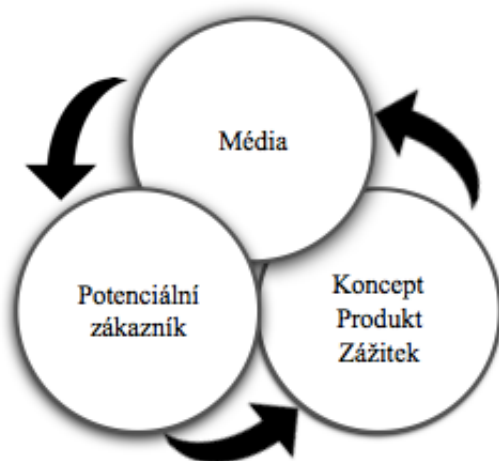 Média
Potenciální
zákazník
Koncept
Produkt
Zážitek